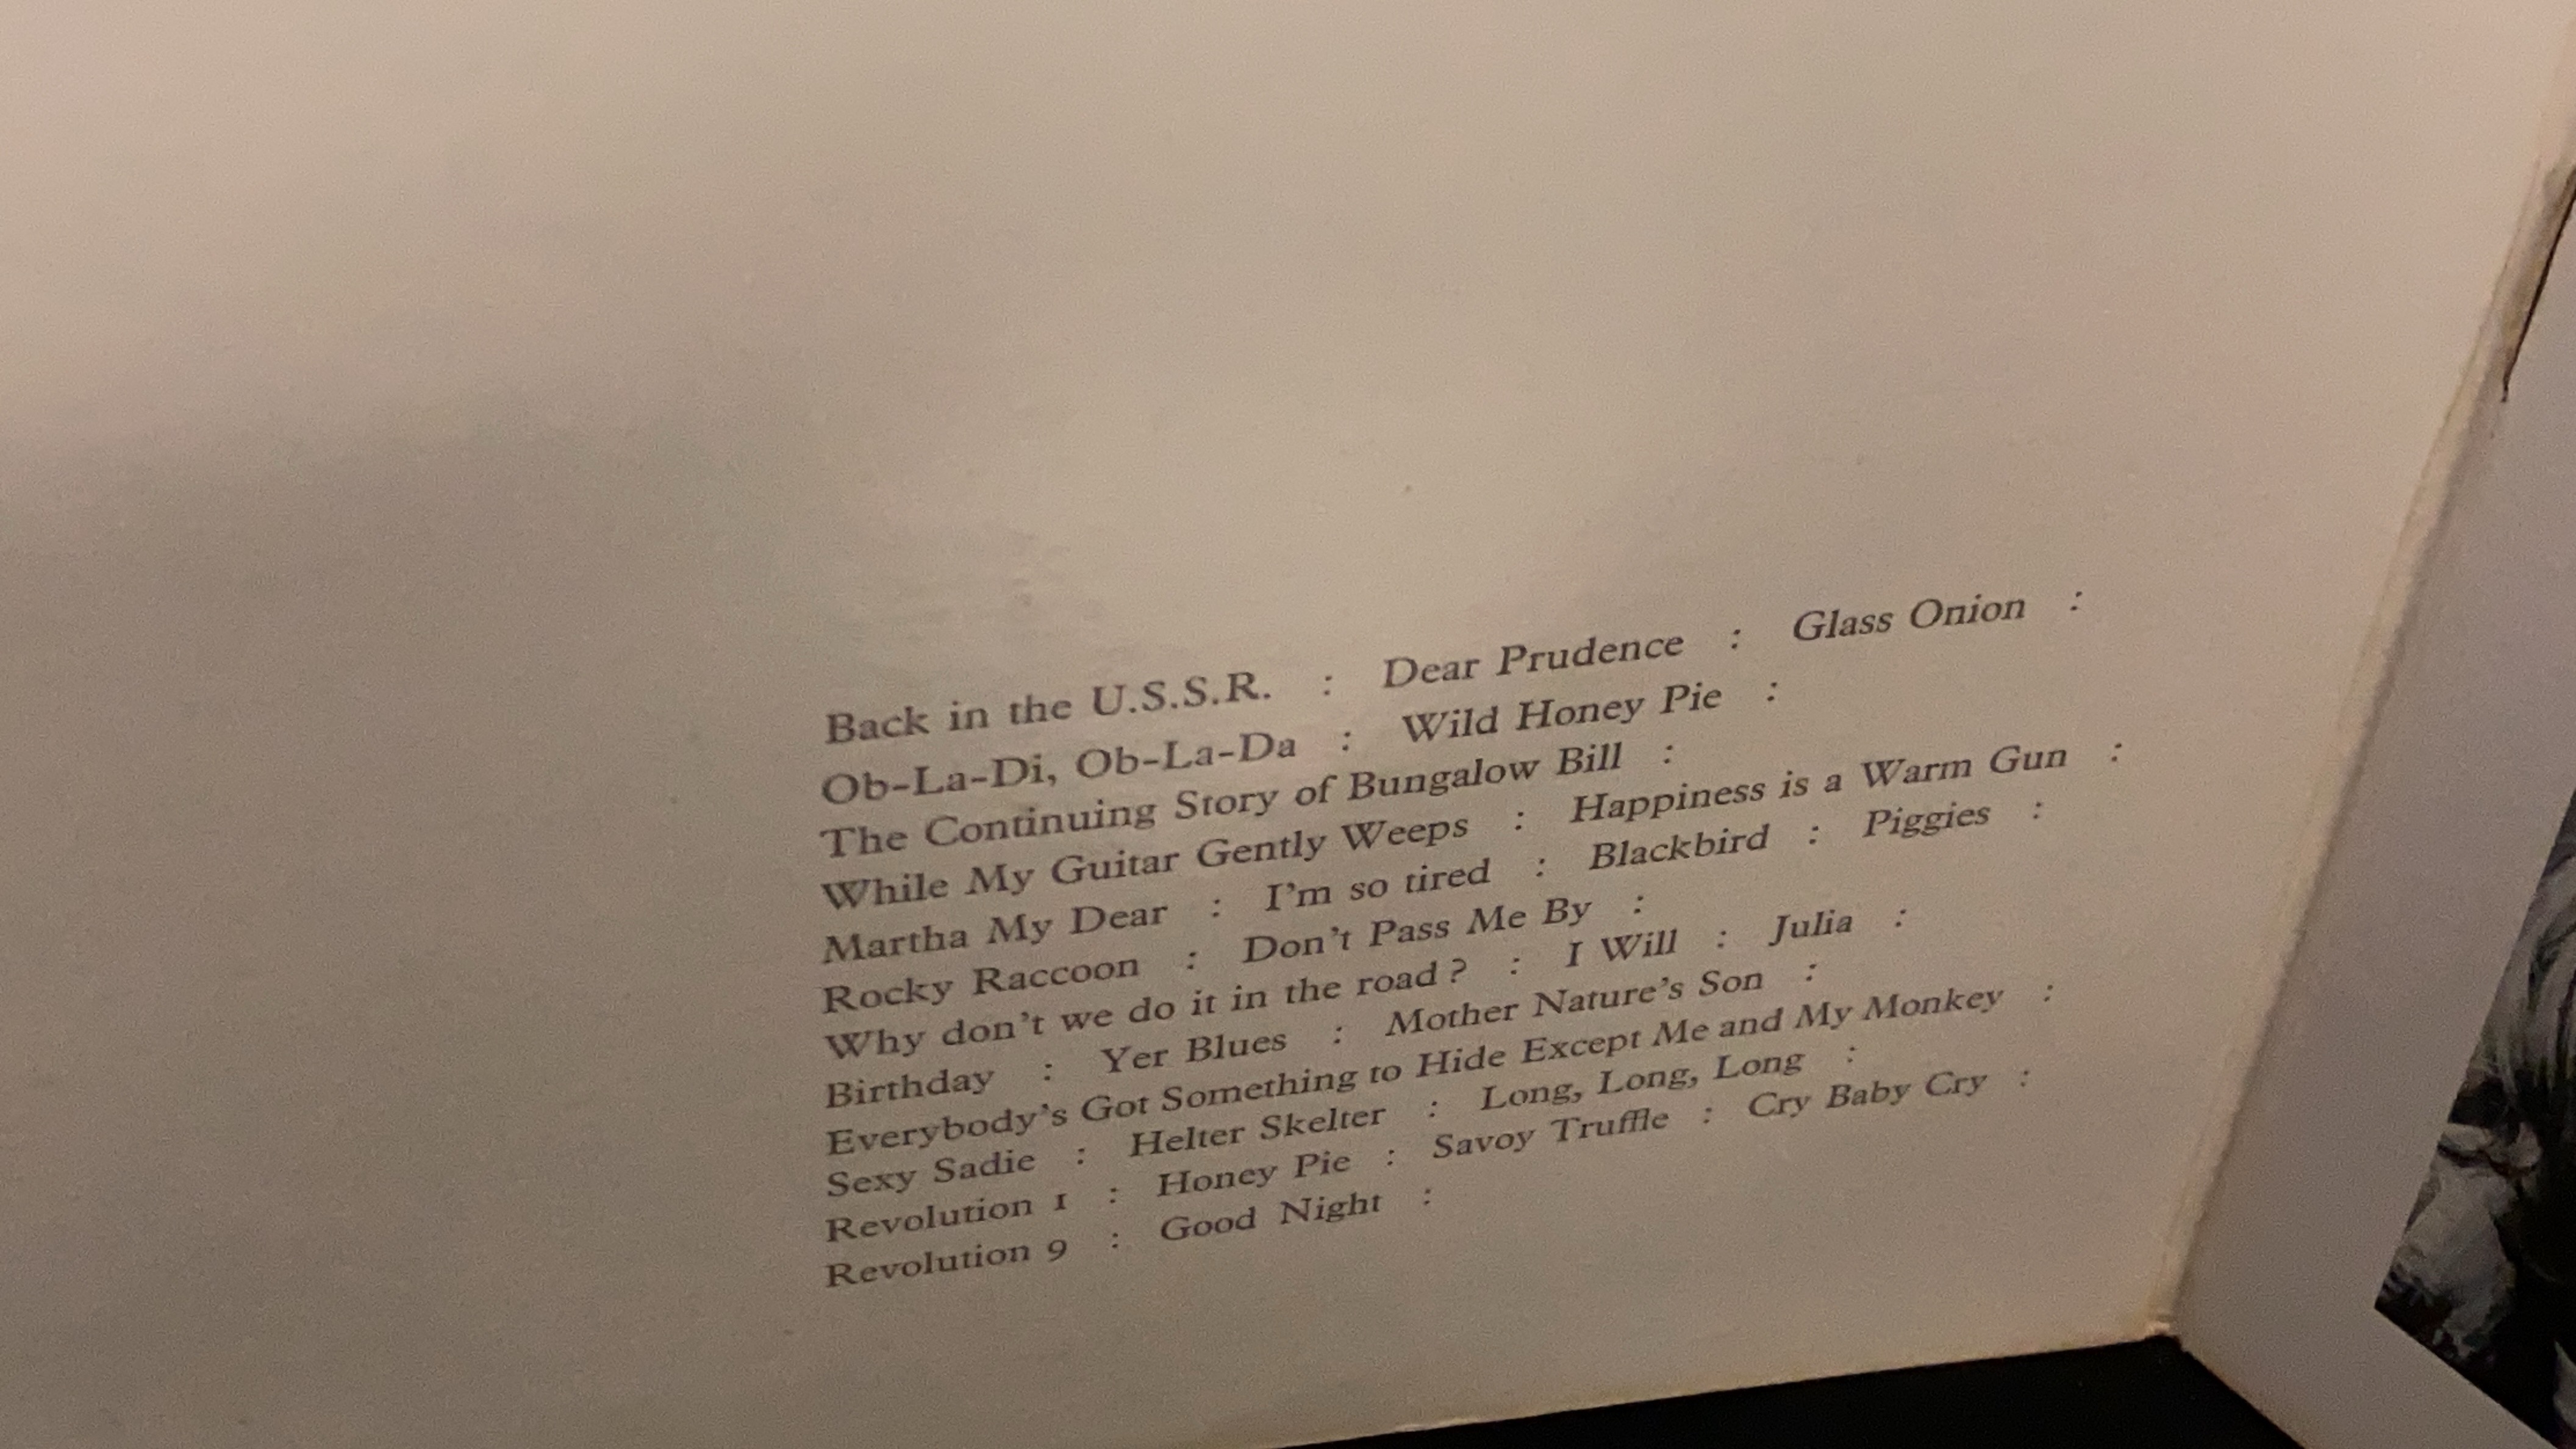 Back in the U.S.S.R. : Dear Prudence : Glass Onion :
Ob-La-Di, Ob-La-Da : Wild Honey Pie :
The Continuing Story of Bungalow Bill :
While My Guitar Gently Weeps : Happiness is a Warm Gun :
Martha My Dear : I'm so tired : Blackbird : Piggies :
Rocky Raccoon : Don't Pass Me By :
Why don't we do it in the road? : I Will : Julia :
Birthday : Yer Blues : Mother Nature's Son :
Everybody's Got Something to Hide Except Me and My Monkey :
Sexy Sadie : Helter Skelter : Long, Long, Long :
Revolution 1 : Honey Pie : Savoy Truffle : Cry Baby Cry :
Revolution 9 : Good Night :